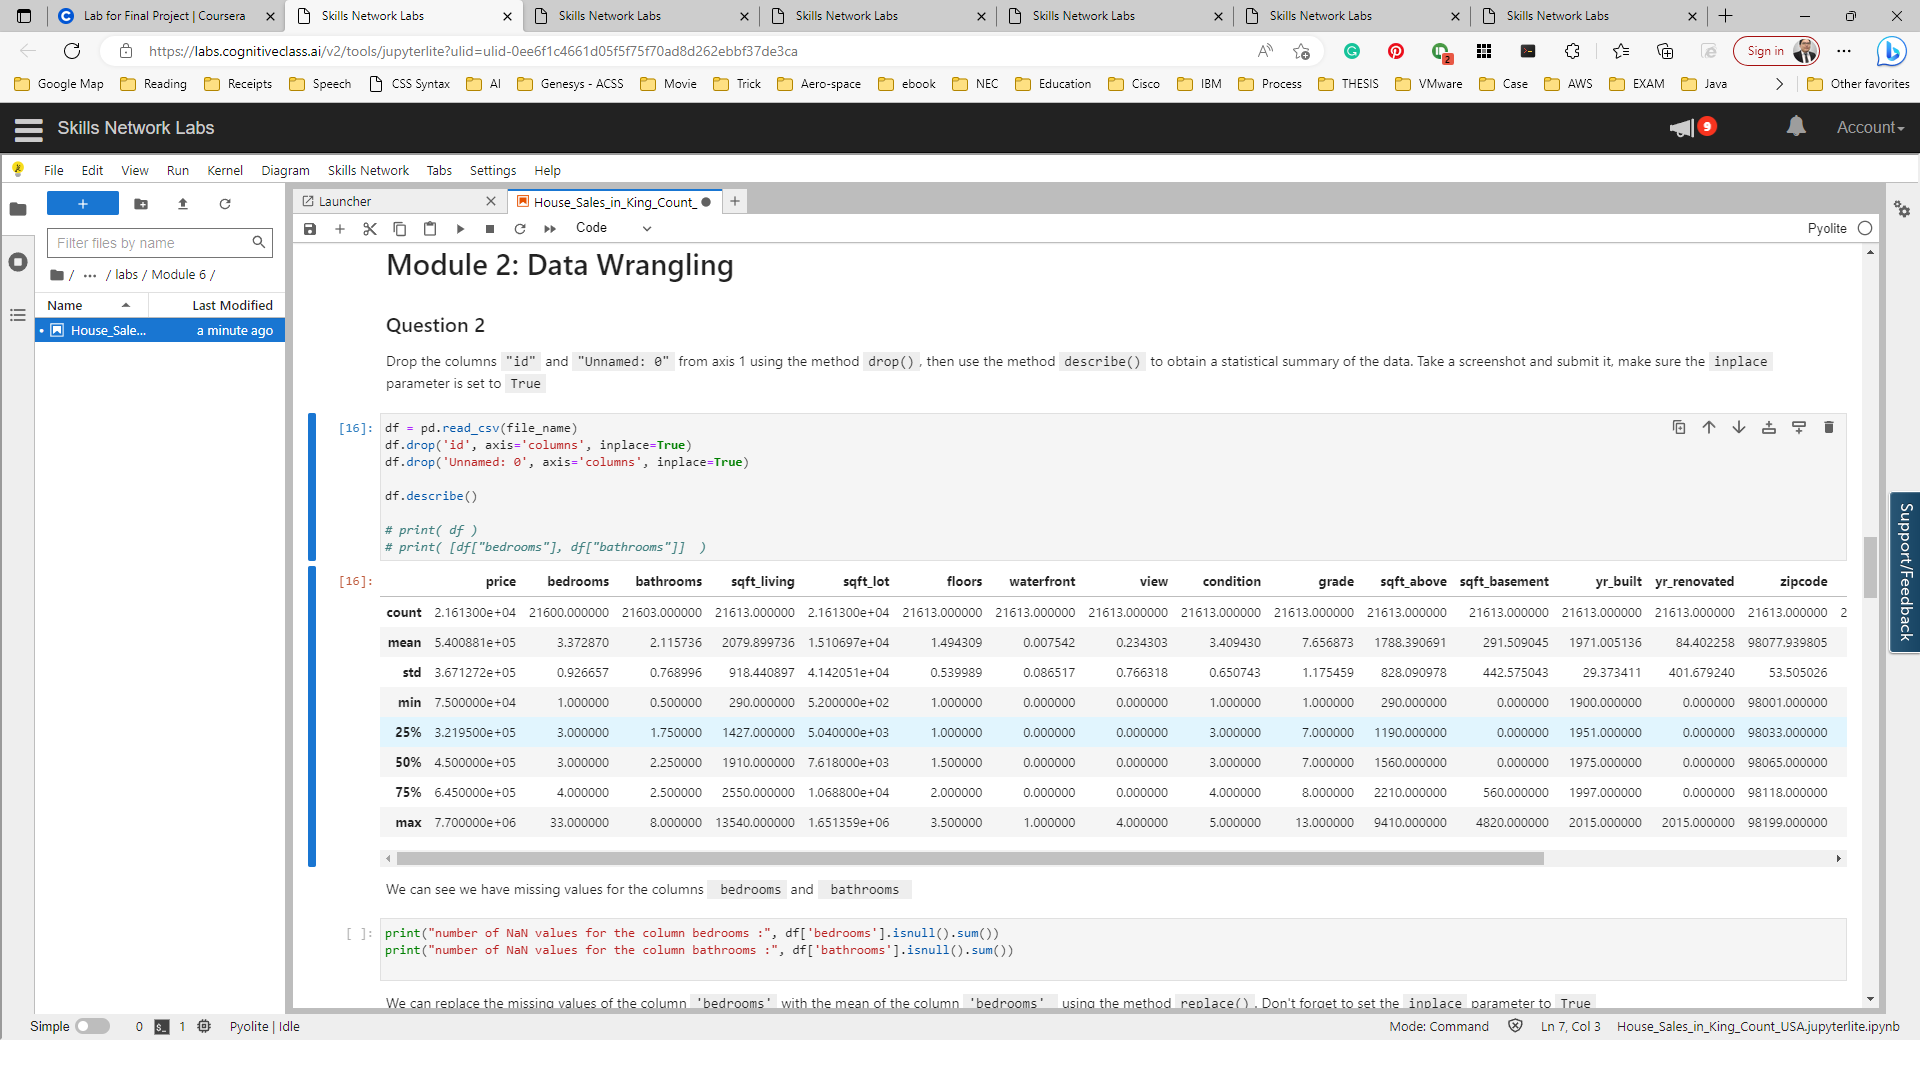 Lab for Final Project | Coursera
Skills Network Labs
Skills Network Labs
Skills Network Labs
Skills Network Labs
Skills Network Labs
Skills Network Labs
https://labs.cognitiveclass.ai/v2/tools/jupyterlite?ulid=ulid-0ee6f1c4661d05f5f75f70ad8d262ebbf37de3ca
2
Sign in
Google Map Reading Receipts Speech CSS Syntax AI Genesys - ACSS Movie Trick Aero-space ebook NEC Education Cisco IBM Process THESIS VMware Case AWS EXAM Java Other favorites
Skills Network Labs
9
Account
File Edit View Run Kernel Diagram Skills Network Tabs Settings Help
Launcher
House_Sales_in_King_Count_
Code
Pyolite
Filter files by name
/ ... / labs / Module 6 /
Name Last Modified
House_Sale... a minute ago
Module 2: Data Wrangling
Question 2
Drop the columns "id" and "Unnamed: 0" from axis 1 using the method drop() , then use the method describe() to obtain a statistical summary of the data. Take a screenshot and submit it, make sure the inplace
parameter is set to True
[16]: df = pd.read_csv(file_name)
df.drop('id', axis='columns', inplace=True)
df.drop('Unnamed: 0', axis='columns', inplace=True)
df.describe()
# print( df )
# print( [df["bedrooms"], df["bathrooms"]]  )
[16]: price bedrooms bathrooms sqft_living sqft_lot floors waterfront view condition grade sqft_above sqft_basement yr_built yr_renovated zipcode
count 2.161300e+04 21600.000000 21603.000000 21613.000000 2.161300e+04 21613.000000 21613.000000 21613.000000 21613.000000 21613.000000 21613.000000 21613.000000 21613.000000 21613.000000 21613.000000 2
mean 5.400881e+05 3.372870 2.115736 2079.899736 1.510697e+04 1.494309 0.007542 0.234303 3.409430 7.656873 1788.390691 291.509045 1971.005136 84.402258 98077.939805
std 3.671272e+05 0.926657 0.768996 918.440897 4.142051e+04 0.539989 0.086517 0.766318 0.650743 1.175459 828.090978 442.575043 29.373411 401.679240 53.505026
min 7.500000e+04 1.000000 0.500000 290.000000 5.200000e+02 1.000000 0.000000 0.000000 1.000000 1.000000 290.000000 0.000000 1900.000000 0.000000 98001.000000
25% 3.219500e+05 3.000000 1.750000 1427.000000 5.040000e+03 1.000000 0.000000 0.000000 3.000000 7.000000 1190.000000 0.000000 1951.000000 0.000000 98033.000000
50% 4.500000e+05 3.000000 2.250000 1910.000000 7.618000e+03 1.500000 0.000000 0.000000 3.000000 7.000000 1560.000000 0.000000 1975.000000 0.000000 98065.000000
75% 6.450000e+05 4.000000 2.500000 2550.000000 1.068800e+04 2.000000 0.000000 0.000000 4.000000 8.000000 2210.000000 560.000000 1997.000000 0.000000 98118.000000
max 7.700000e+06 33.000000 8.000000 13540.000000 1.651359e+06 3.500000 1.000000 4.000000 5.000000 13.000000 9410.000000 4820.000000 2015.000000 2015.000000 98199.000000
We can see we have missing values for the columns bedrooms and bathrooms
[ ]: print("number of NaN values for the column bedrooms :", df['bedrooms'].isnull().sum())
print("number of NaN values for the column bathrooms :", df['bathrooms'].isnull().sum())
We can replace the missing values of the column 'bedrooms' with the mean of the column 'bedrooms' using the method replace() . Don't forget to set the inplace parameter to True
Support/Feedback
Simple 0 1 Pyolite | Idle
Mode: Command Ln 7, Col 3 House_Sales_in_King_Count_USA.jupyterlite.ipynb